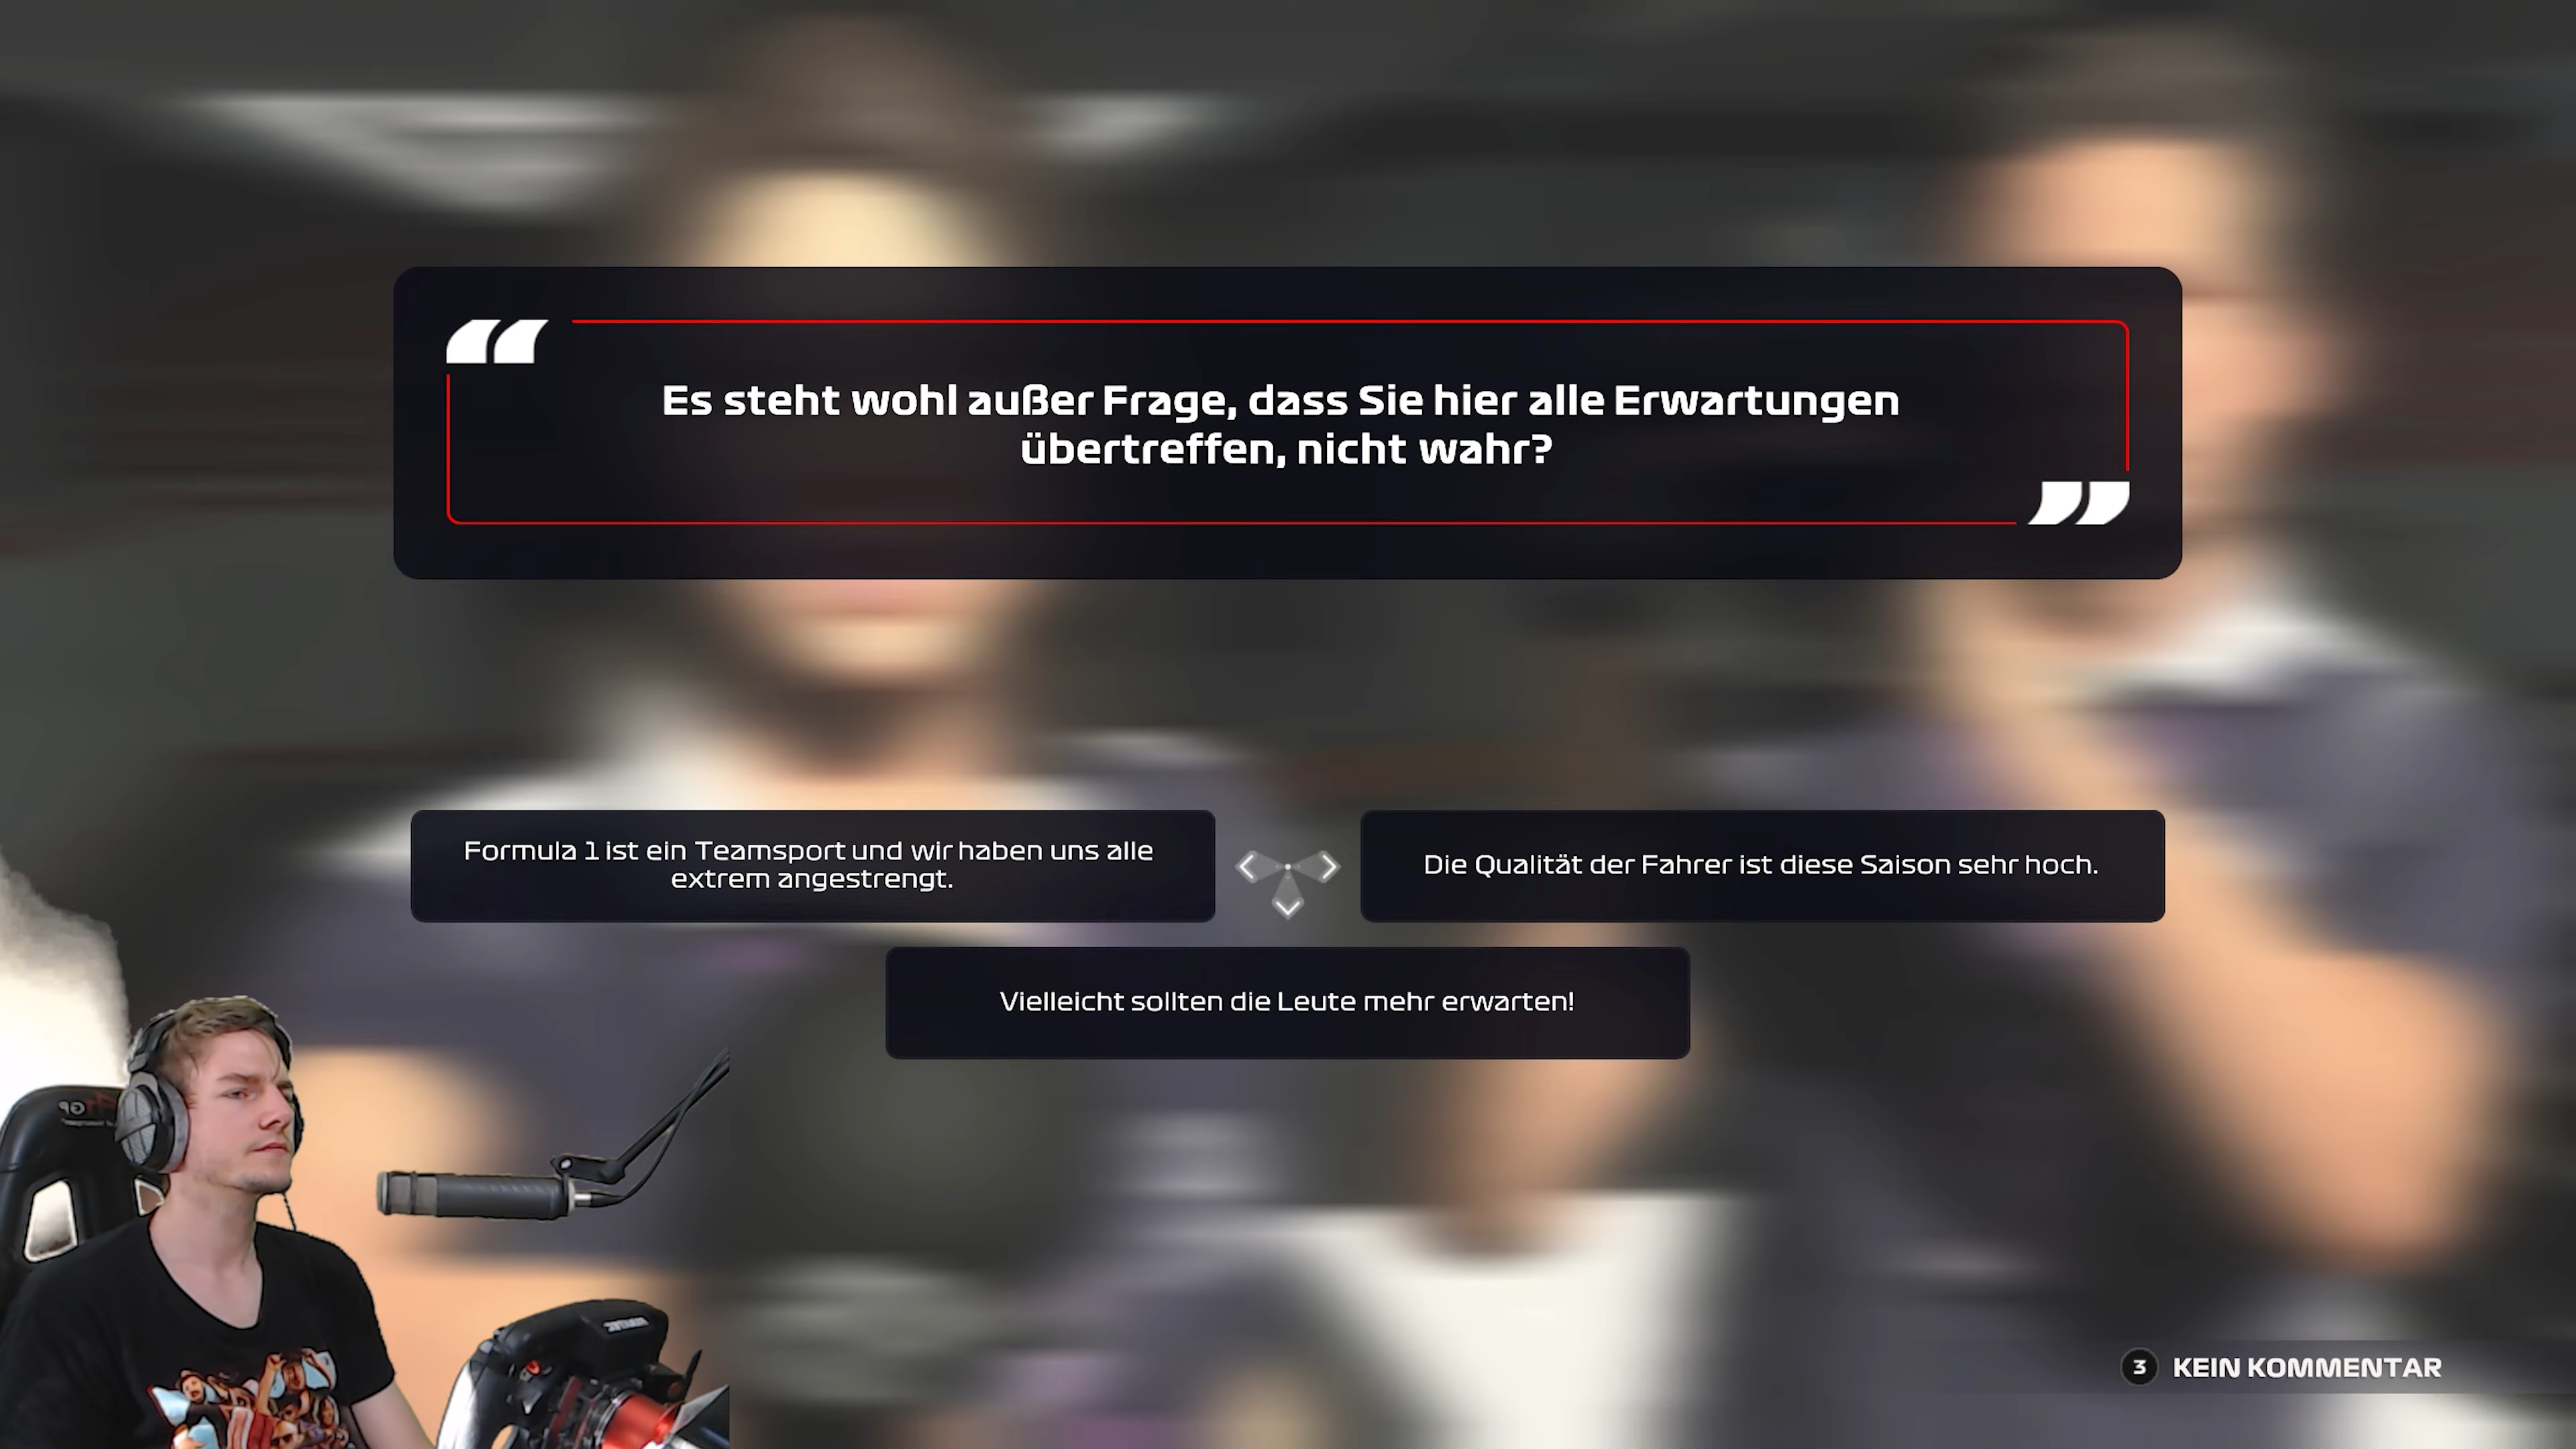 Es steht wohl außer Frage, dass Sie hier alle Erwartungen
übertreffen, nicht wahr?
Formula 1 ist ein Teamsport und wir haben uns alle
extrem angestrengt.
Die Qualität der Fahrer ist diese Saison sehr hoch.
Vielleicht sollten die Leute mehr erwarten!
3 KEIN KOMMENTAR